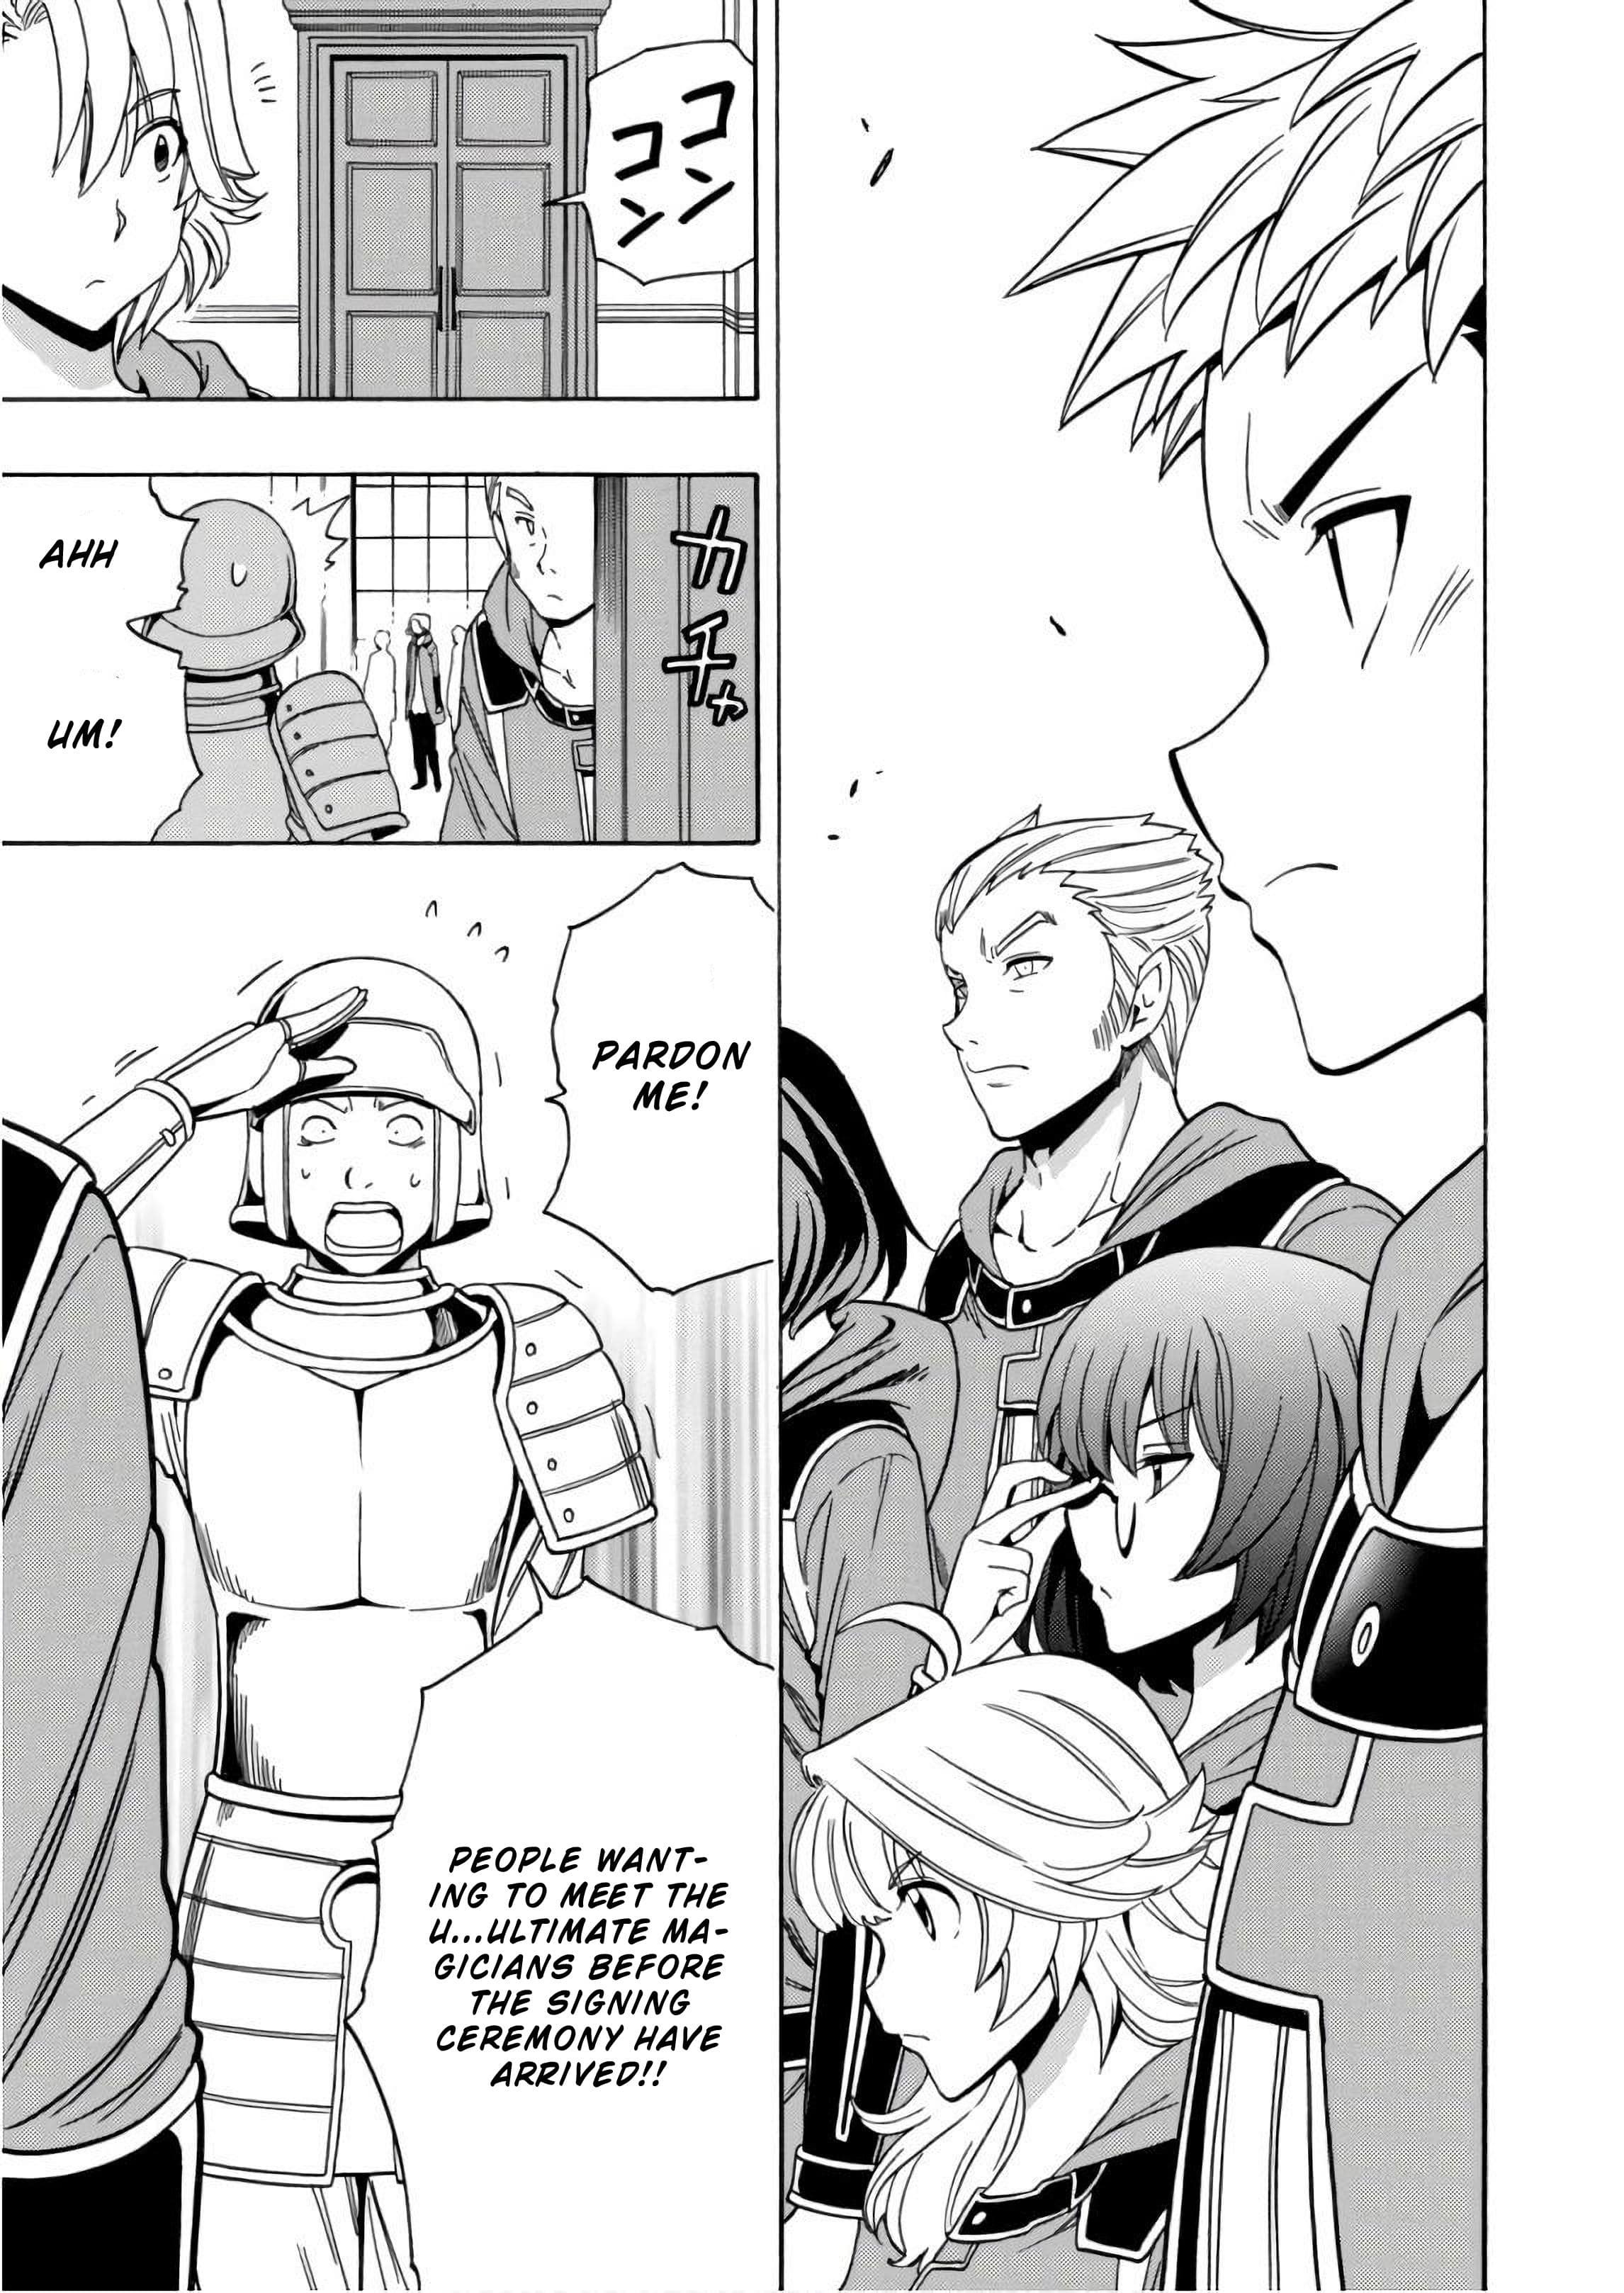 コン
コン
カチャ
AHH
UM!
PARDON
ME!
PEOPLE WANT-
ING TO MEET THE
U...ULTIMATE MA-
GICIANS BEFORE
THE SIGNING
CEREMONY HAVE
ARRIVED!!